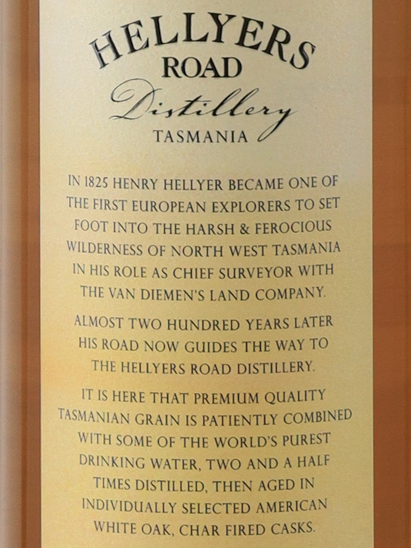 HELLYERS
ROAD
Distillery
TASMANIA
IN 1825 HENRY HELLYER BECAME ONE OF
THE FIRST EUROPEAN EXPLORERS TO SET
FOOT INTO THE HARSH & FEROCIOUS
WILDERNESS OF NORTH WEST TASMANIA
IN HIS ROLE AS CHIEF SURVEYOR WITH
THE VAN DIEMEN'S LAND COMPANY.
ALMOST TWO HUNDRED YEARS LATER
HIS ROAD NOW GUIDES THE WAY TO
THE HELLYERS ROAD DISTILLERY.
IT IS HERE THAT PREMIUM QUALITY
TASMANIAN GRAIN IS PATIENTLY COMBINED
WITH SOME OF THE WORLD'S PUREST
DRINKING WATER, TWO AND A HALF
TIMES DISTILLED, THEN AGED IN
INDIVIDUALLY SELECTED AMERICAN
WHITE OAK, CHAR FIRED CASKS.